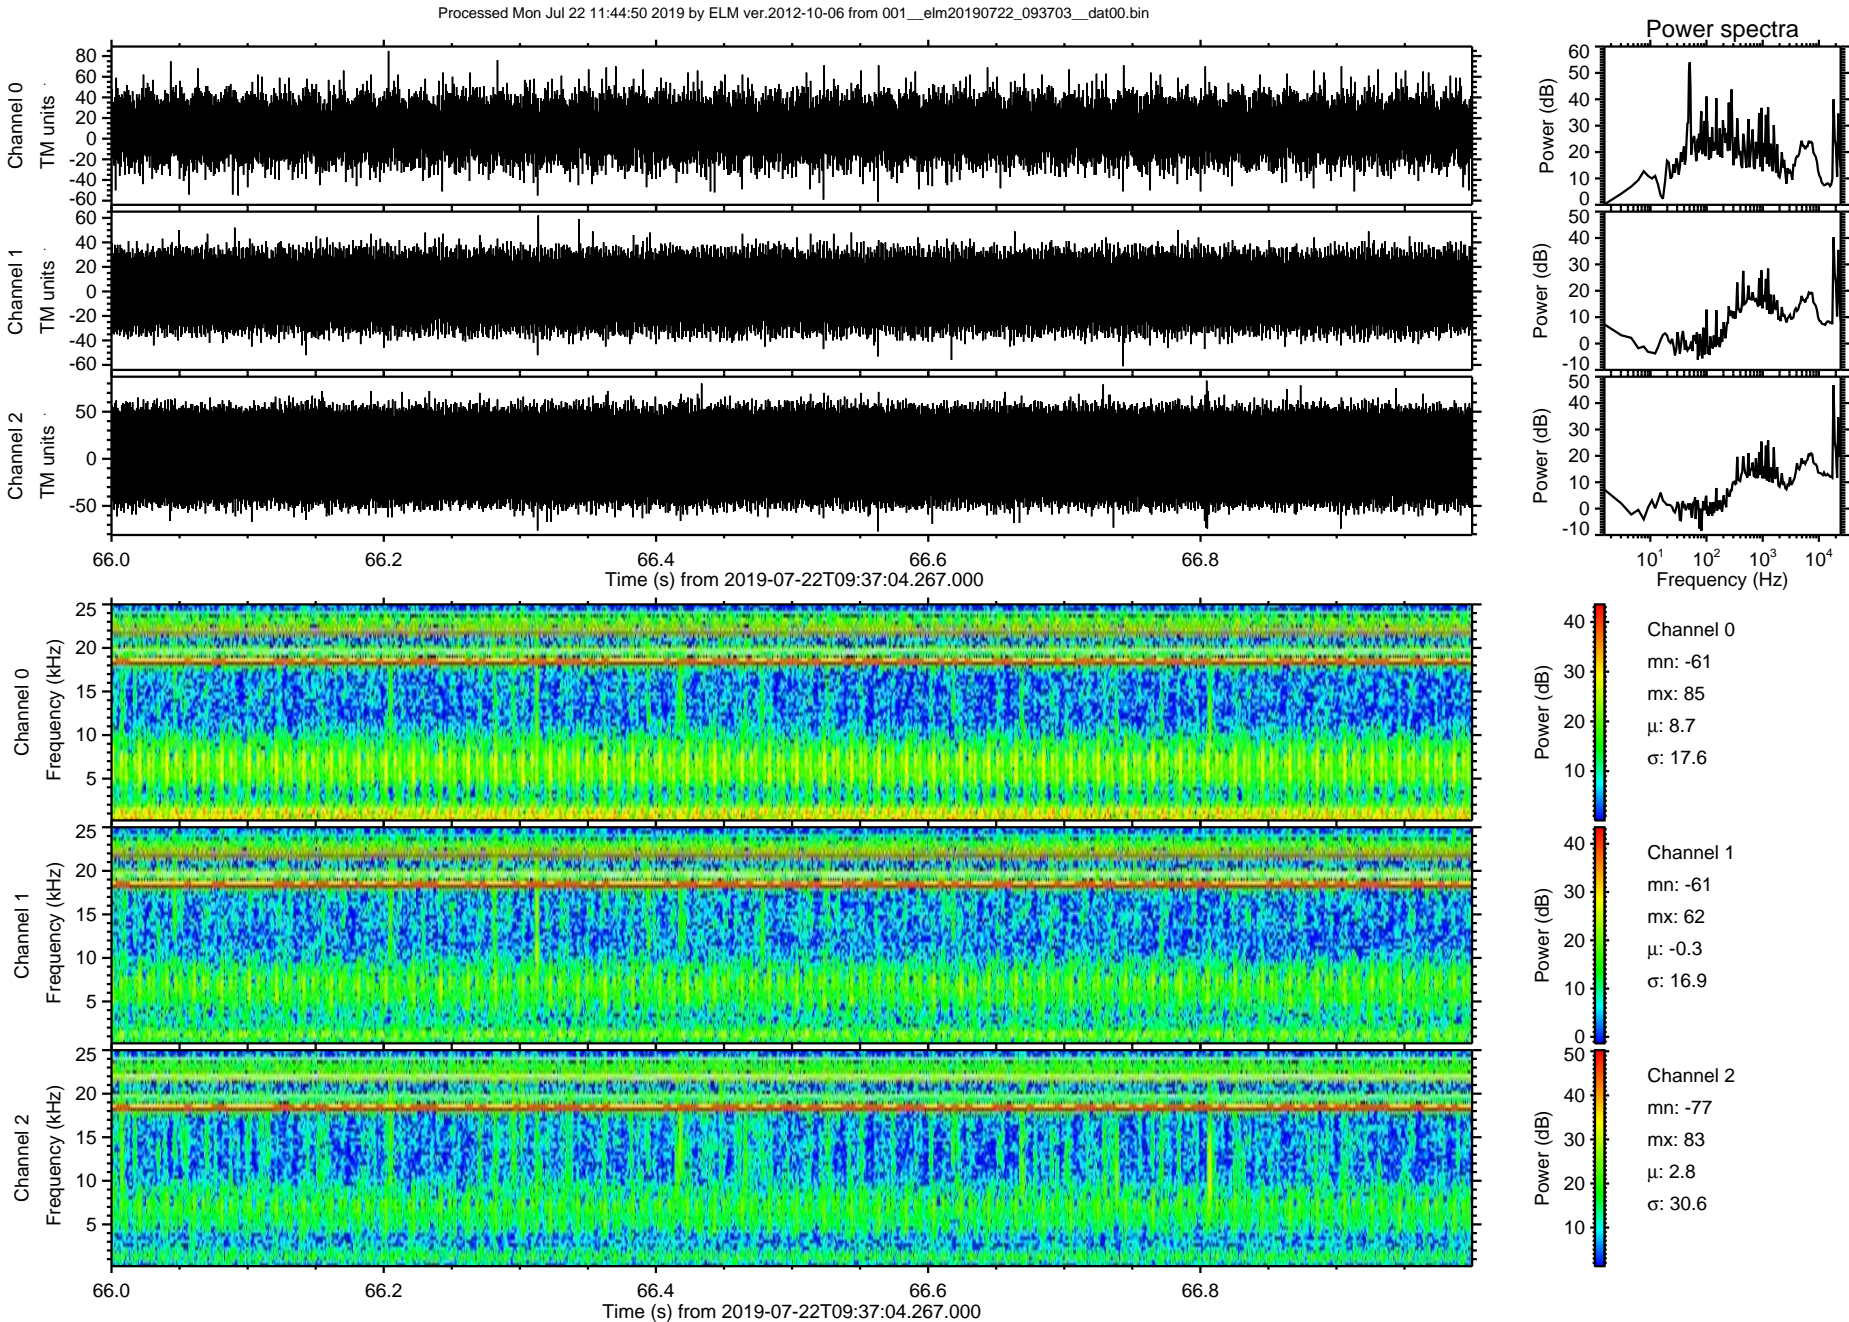 Processed Mon Jul 22 11:44:50 2019 by ELM ver.2012-10-06 from 001__elm20190722_093703__dat00.bin
Power spectra
Channel 0
TM units
80
60
40
20
0
-20
-40
-60
Power (dB)
60
50
40
30
20
10
0
Channel 1
TM units
60
40
20
0
-20
-40
-60
Power (dB)
50
40
30
20
10
0
-10
Channel 2
TM units
50
0
-50
Power (dB)
50
40
30
20
10
0
-10
66.0 66.2 66.4 66.6 66.8
Time (s) from 2019-07-22T09:37:04.267.000
10¹ 10² 10³ 10⁴
Frequency (Hz)
Channel 0
Frequency (kHz)
25
20
15
10
5
Power (dB)
40
30
20
10
Channel 0
mn: -61
mx: 85
μ: 8.7
σ: 17.6
Channel 1
Frequency (kHz)
25
20
15
10
5
Power (dB)
40
30
20
10
0
Channel 1
mn: -61
mx: 62
μ: -0.3
σ: 16.9
Channel 2
Frequency (kHz)
25
20
15
10
5
Power (dB)
50
40
30
20
10
Channel 2
mn: -77
mx: 83
μ: 2.8
σ: 30.6
66.0 66.2 66.4 66.6 66.8
Time (s) from 2019-07-22T09:37:04.267.000